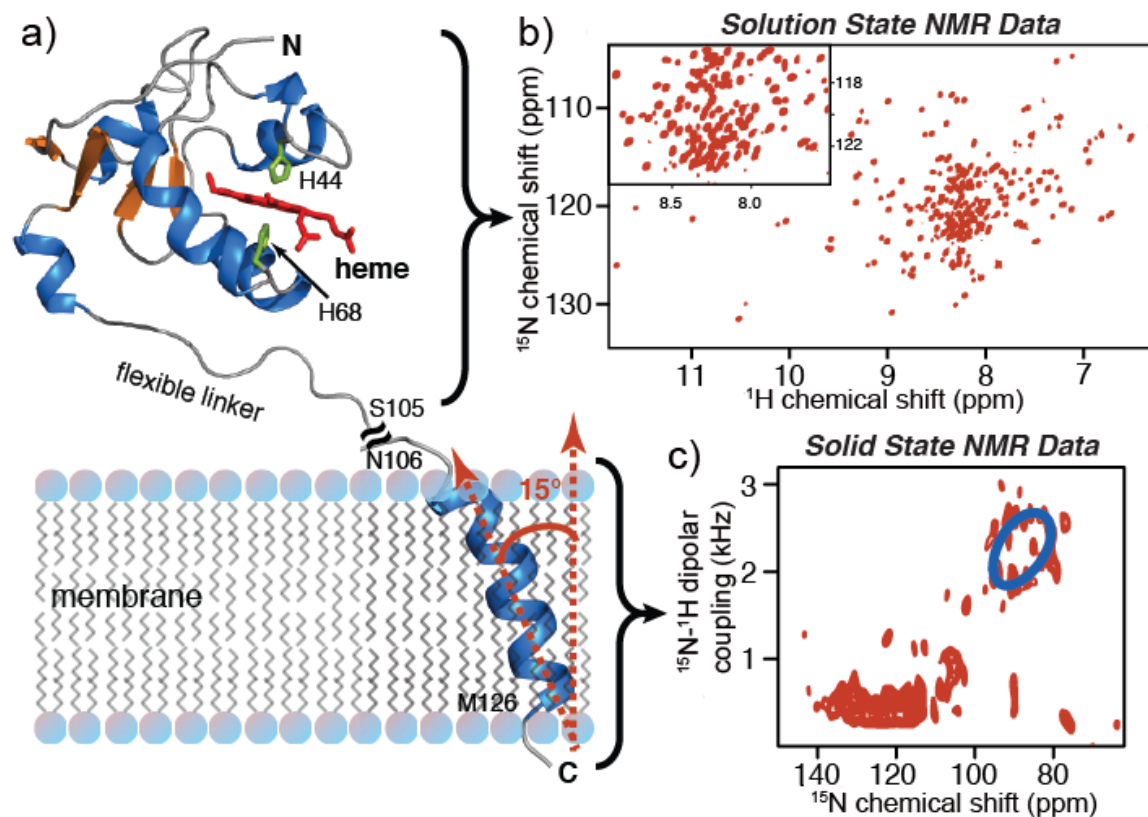 a)
N
H44
heme
H68
flexible linker
S105
N106
15°
membrane
M126
C
b)
Solution State NMR Data
¹⁵N chemical shift (ppm)
110
120
130
118
122
8.5 8.0
11 10 9 8 7
¹H chemical shift (ppm)
Solid State NMR Data
c)
¹⁵N-¹H dipolar
coupling (kHz)
3
2
1
140 120 100 80
¹⁵N chemical shift (ppm)